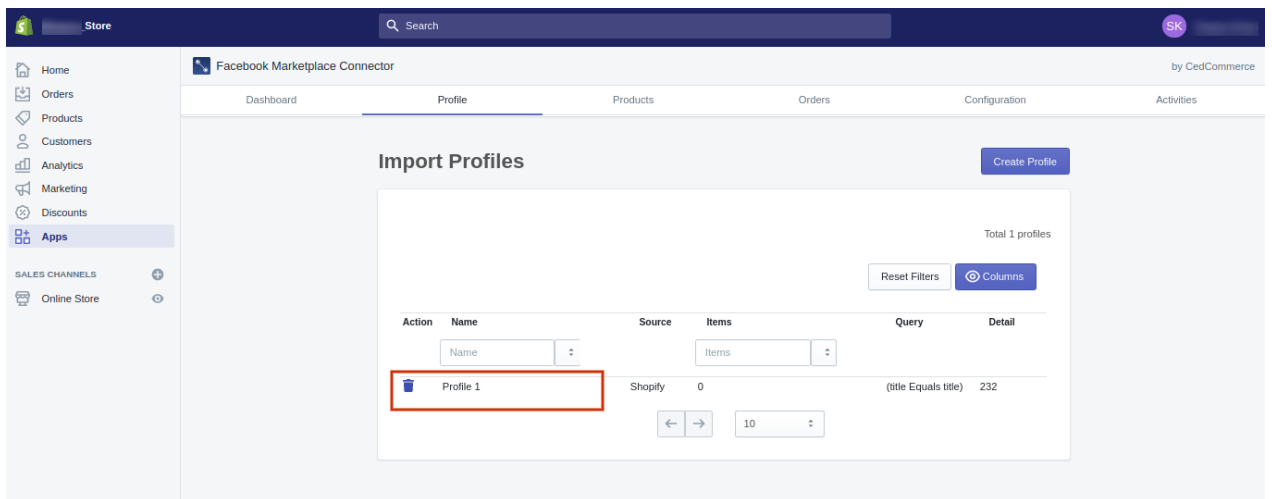 _Store
Search
SK
Home
Orders
Products
Customers
Analytics
Marketing
Discounts
Apps
SALES CHANNELS
Online Store
Facebook Marketplace Connector
by CedCommerce
Dashboard Profile Products Orders Configuration Activities
Import Profiles
Create Profile
Total 1 profiles
Reset Filters Columns
Action Name Source Items Query Detail
Name Items
Profile 1 Shopify 0 (title Equals title) 232
10